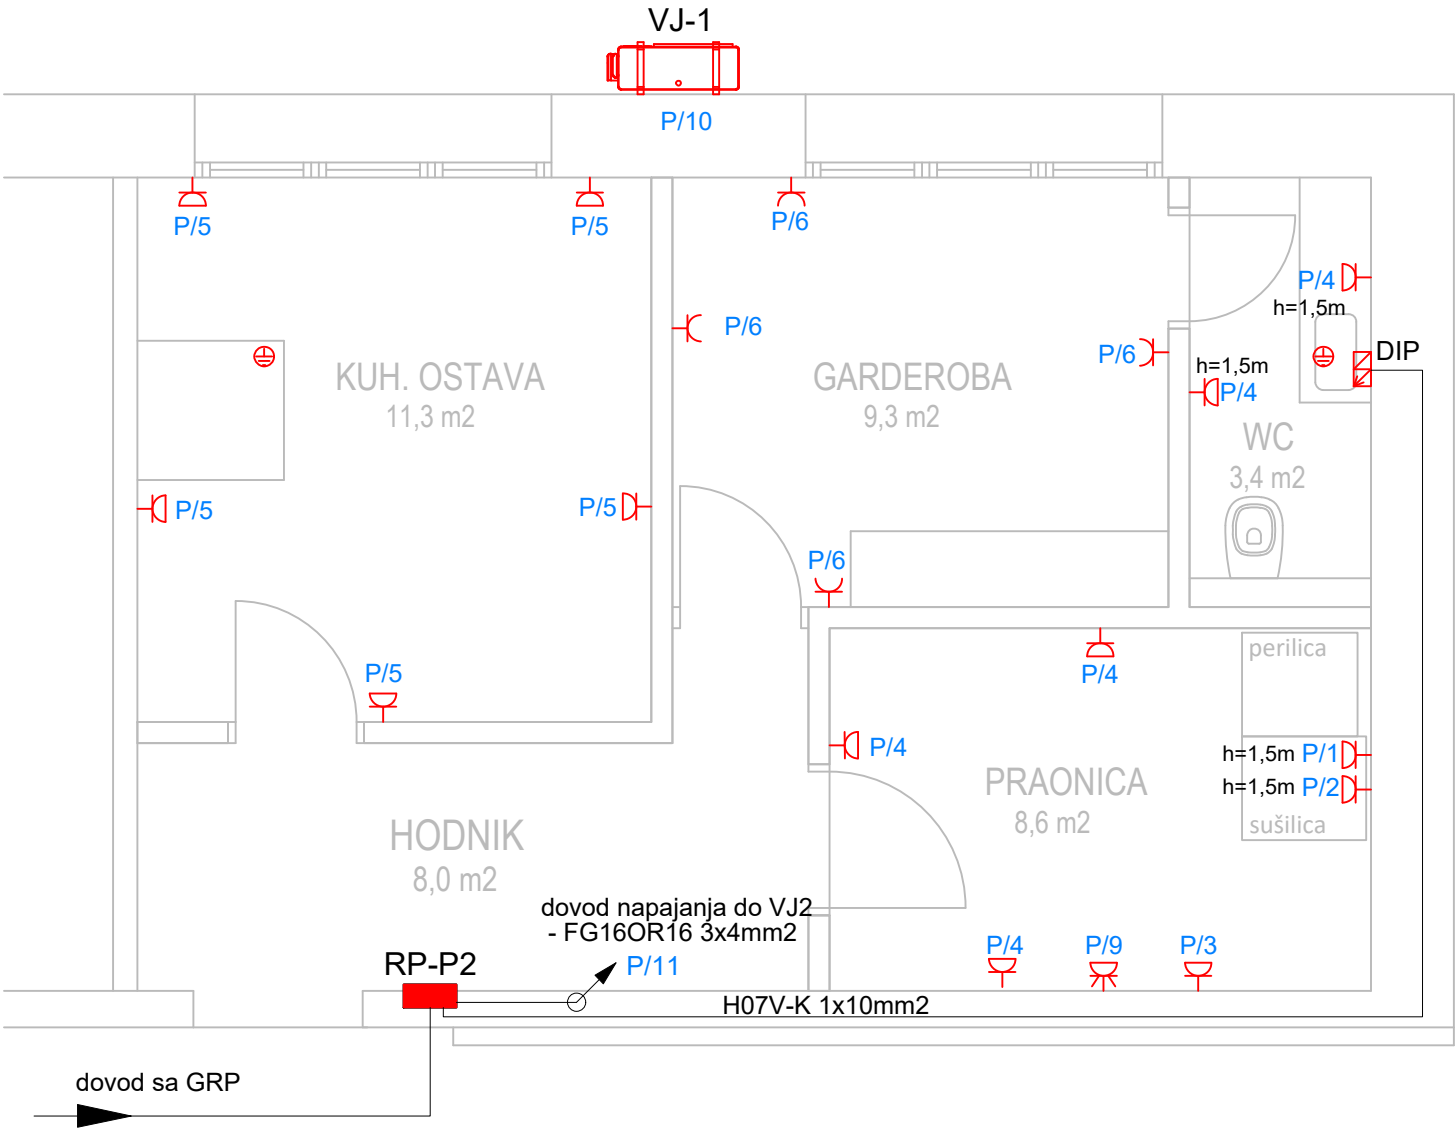 VJ-1
P/10
P/5
P/5
P/6
P/4
h=1,5m
P/6
P/6
h=1,5m
P/4
DIP
KUH. OSTAVA
11,3 m2
GARDEROBA
9,3 m2
WC
3,4 m2
P/5
P/5
P/6
P/5
P/4
perilica
P/4
h=1,5m P/1
h=1,5m P/2
sušilica
PRAONICA
8,6 m2
HODNIK
8,0 m2
dovod napajanja do VJ2
- FG16OR16 3x4mm2
P/11
RP-P2
P/4
P/9
P/3
H07V-K 1x10mm2
dovod sa GRP